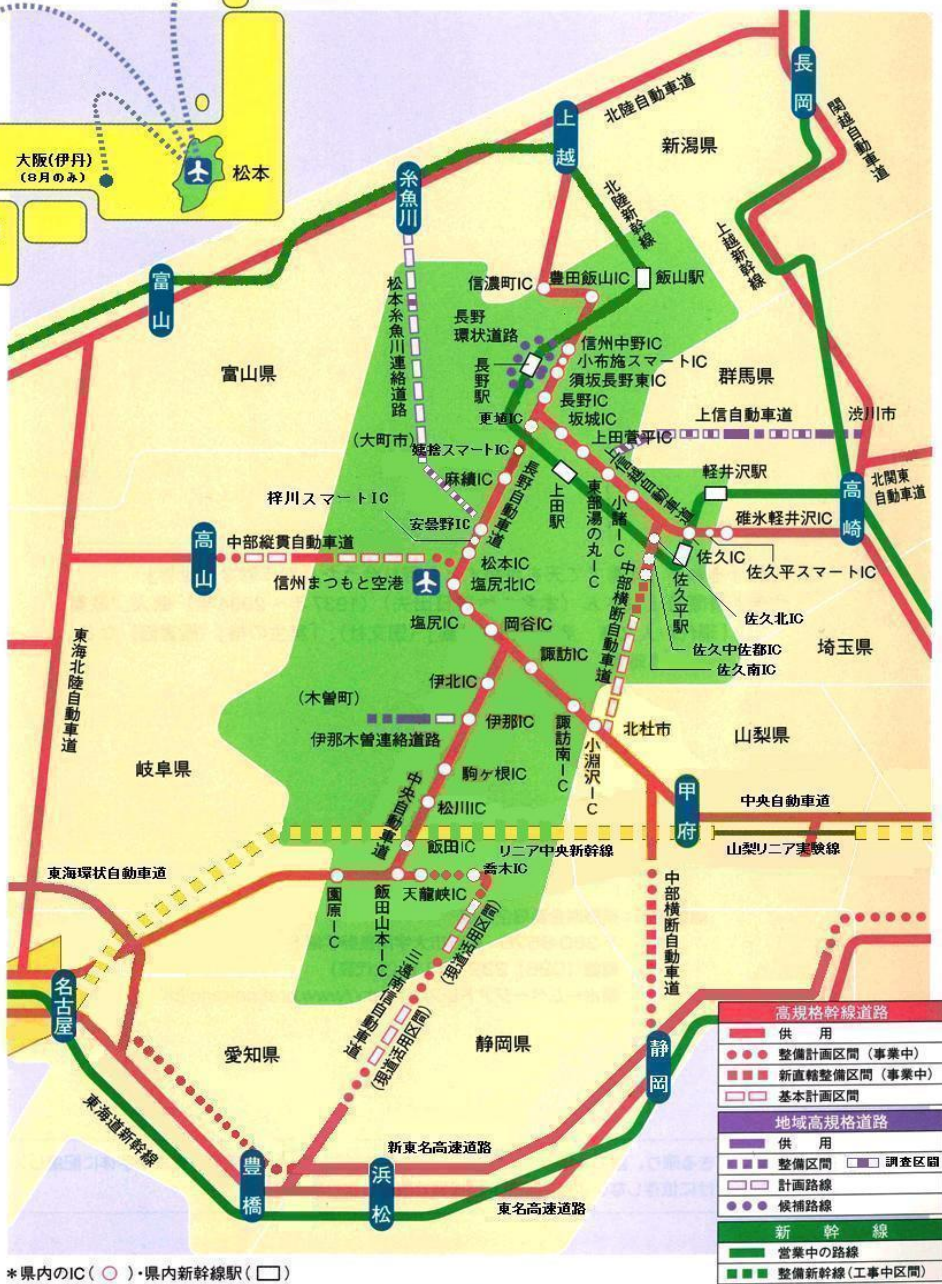 大阪(伊丹)
(8月のみ)
松本
長岡
上越
北陸自動車道
新潟県
関越自動車道
糸魚川
北陸新幹線
上越新幹線
富山
信濃町IC
豊田飯山IC
飯山駅
松本糸魚川連絡道路
長野
環状道路
信州中野IC
小布施スマートIC
須坂長野東IC
長野駅
富山県
群馬県
長野IC
坂城IC
上信自動車道
渋川市
更埴IC
上田菅平IC
(大町市)
姨捨スマートIC
麻績IC
長野自動車道
上田駅
上信越自動車道
東部湯の丸IC
小諸IC
軽井沢駅
高崎
北関東
自動車道
梓川スマートIC
安曇野IC
碓氷軽井沢IC
高山
中部縦貫自動車道
松本IC
佐久IC
佐久平スマートIC
信州まつもと空港
塩尻北IC
中部横断自動車道
佐久平駅
佐久北IC
塩尻IC
岡谷IC
佐久中佐都IC
埼玉県
佐久南IC
東海北陸自動車道
諏訪IC
伊北IC
(木曽町)
伊那IC
伊那木曽連絡道路
諏訪南IC
小淵沢IC
北杜市
山梨県
岐阜県
駒ヶ根IC
中央自動車道
松川IC
甲府
中央自動車道
飯田IC
リニア中央新幹線
山梨リニア実験線
東海環状自動車道
喬木IC
園原IC
飯田山本IC
天龍峡IC
中部横断自動車道
(現道活用区間)
三遠南信自動車道
(現道活用区間)
名古屋
愛知県
静岡県
静岡
東海道新幹線
新東名高速道路
豊橋
浜松
東名高速道路
高規格幹線道路
供用
整備計画区間(事業中)
新直轄整備区間(事業中)
基本計画区間
地域高規格道路
供用
整備区間 調査区間
計画路線
候補路線
新幹線
営業中の路線
整備新幹線(工事中区間)
*県内のIC(○)・県内新幹線駅(□)